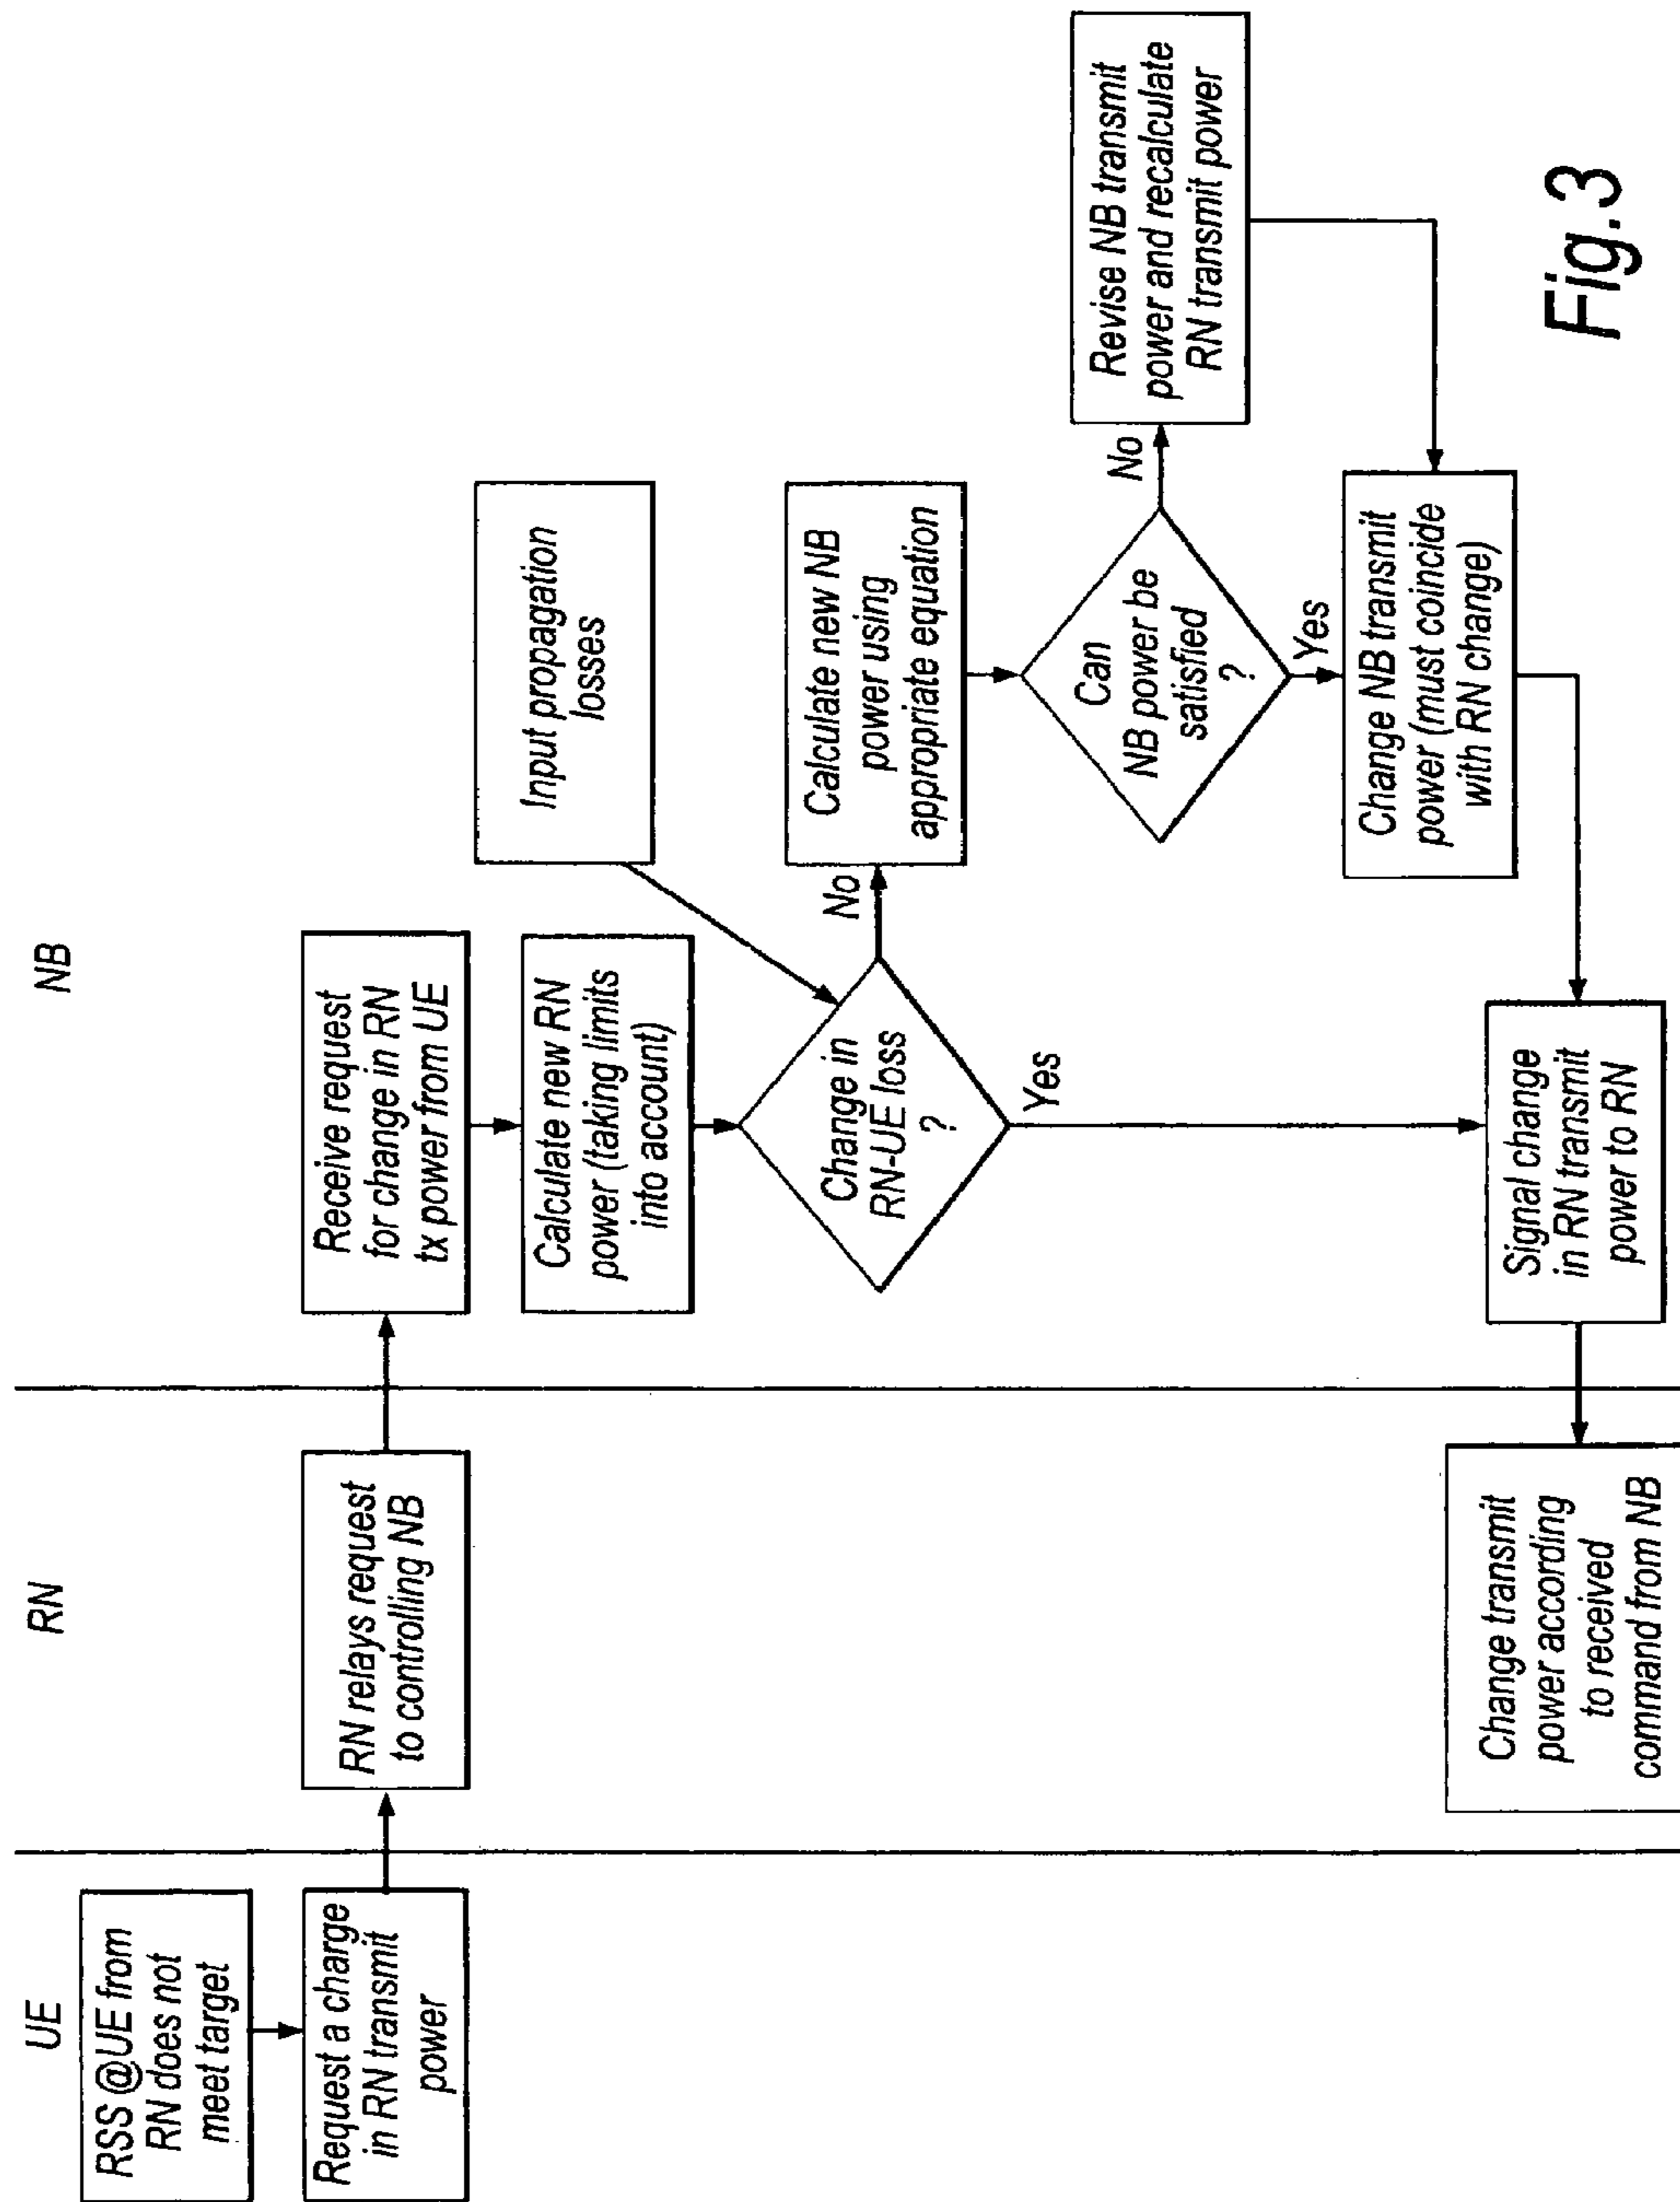 UE
RN
NB
RSS @UE from
RN does not
meet target
Request a charge
in RN transmit
power
RN relays request
to controlling NB
Receive request
for change in RN
tx power from UE
Calculate new RN
power (taking limits
into account)
Input propagation
losses
Change in
RN-UE loss
?
No
Yes
Calculate new NB
power using
appropriate equation
Can
NB power be
satisfied
?
No
Yes
Revise NB transmit
power and recalculate
RN transmit power
Change NB transmit
power (must coincide
with RN change)
Signal change
in RN transmit
power to RN
Change transmit
power according
to received
command from NB
Fig.3